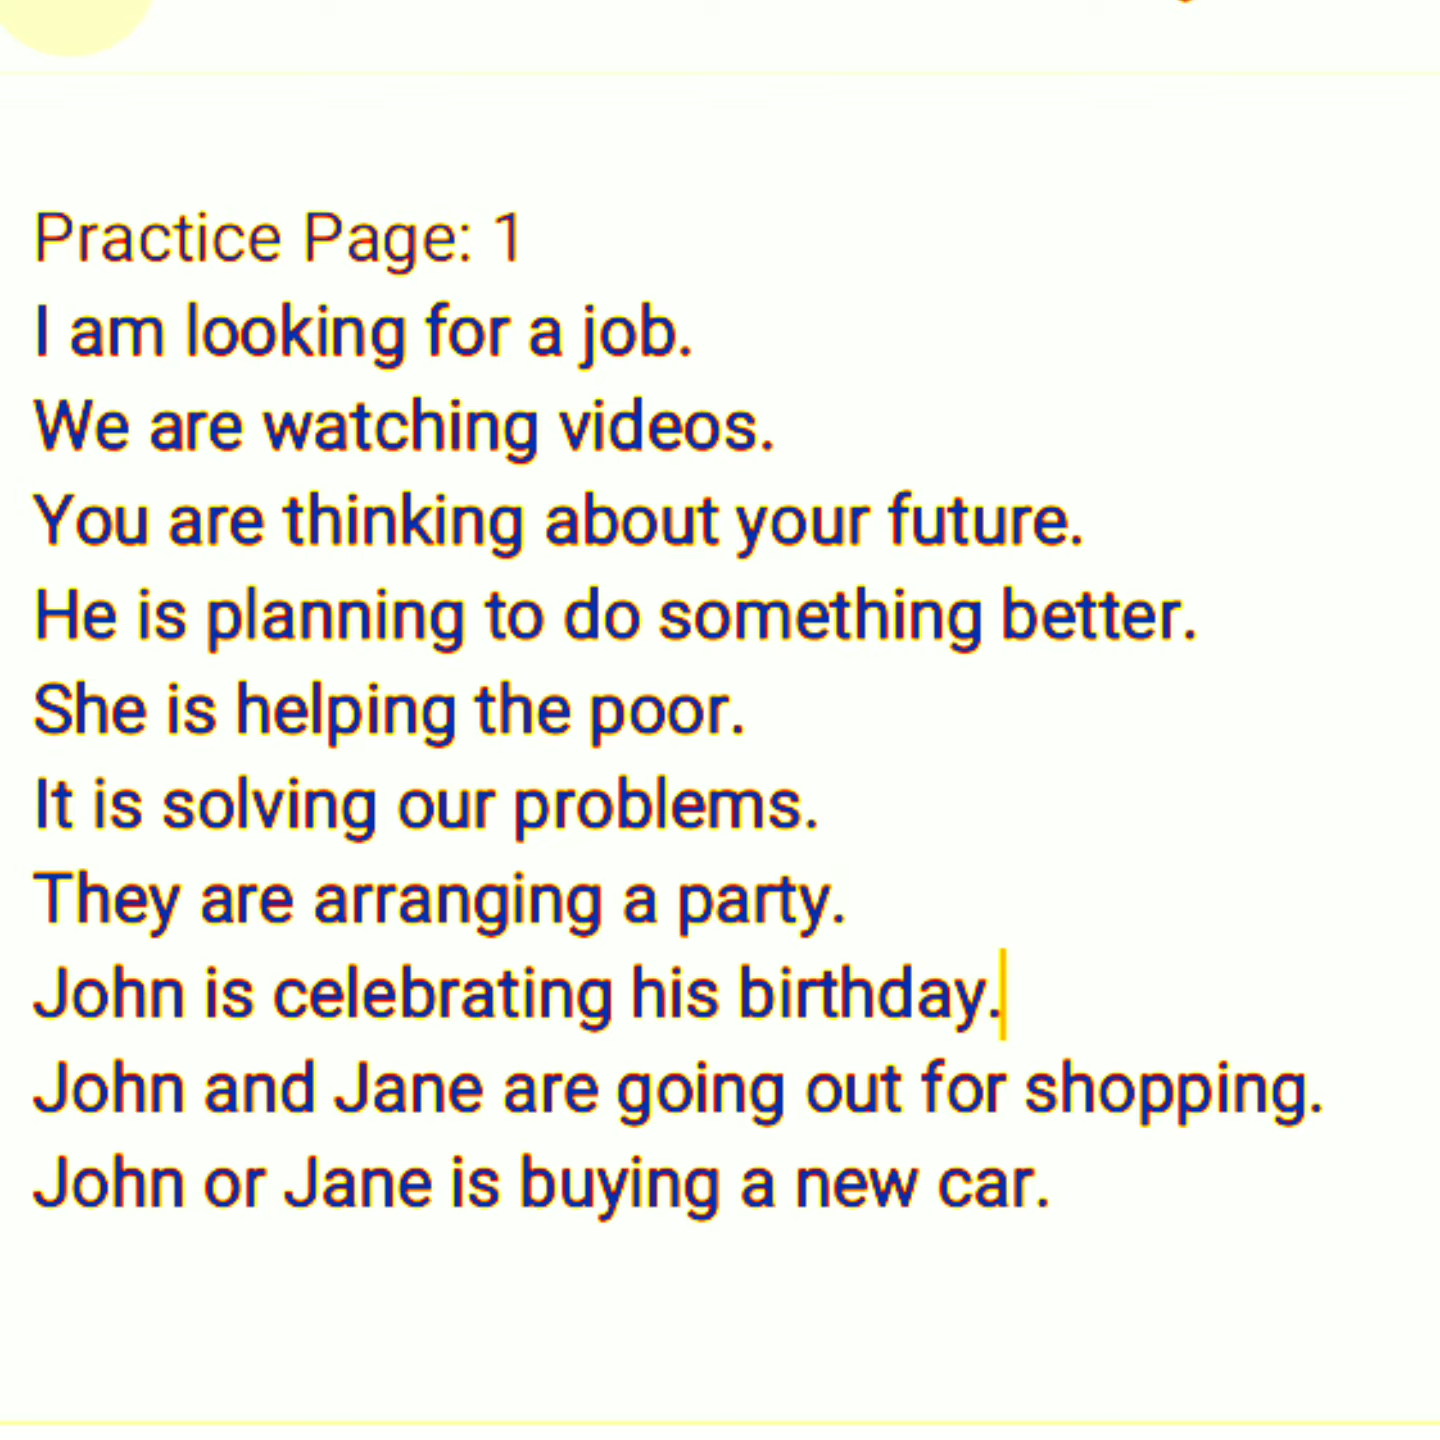 Practice Page: 1
I am looking for a job.
We are watching videos.
You are thinking about your future.
He is planning to do something better.
She is helping the poor.
It is solving our problems.
They are arranging a party.
John is celebrating his birthday.
John and Jane are going out for shopping.
John or Jane is buying a new car.